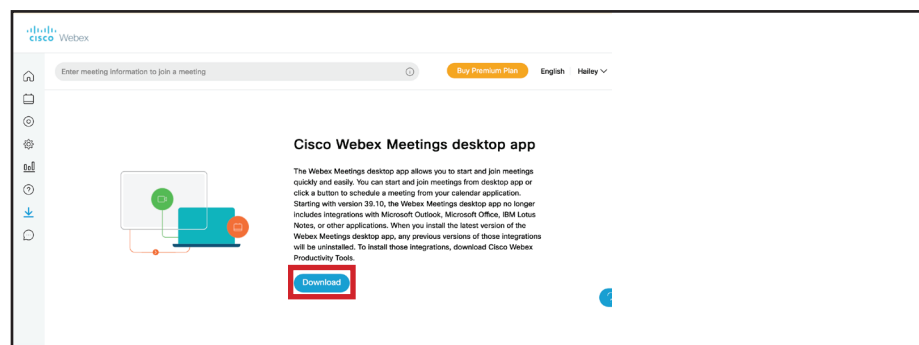 CISCO Webex
Enter meeting information to join a meeting
Buy Premium Plan English Hailey
Cisco Webex Meetings desktop app
The Webex Meetings desktop app allows you to start and join meetings
quickly and easily. You can start and join meetings from desktop app or
click a button to schedule a meeting from your calendar application.
Starting with version 39.10, the Webex Meetings desktop app no longer
includes integrations with Microsoft Outlook, Microsoft Office, IBM Lotus
Notes, or other applications. When you install the latest version of the
Webex Meetings desktop app, any previous versions of those integrations
will be uninstalled. To install those integrations, download Cisco Webex
Productivity Tools.
Download